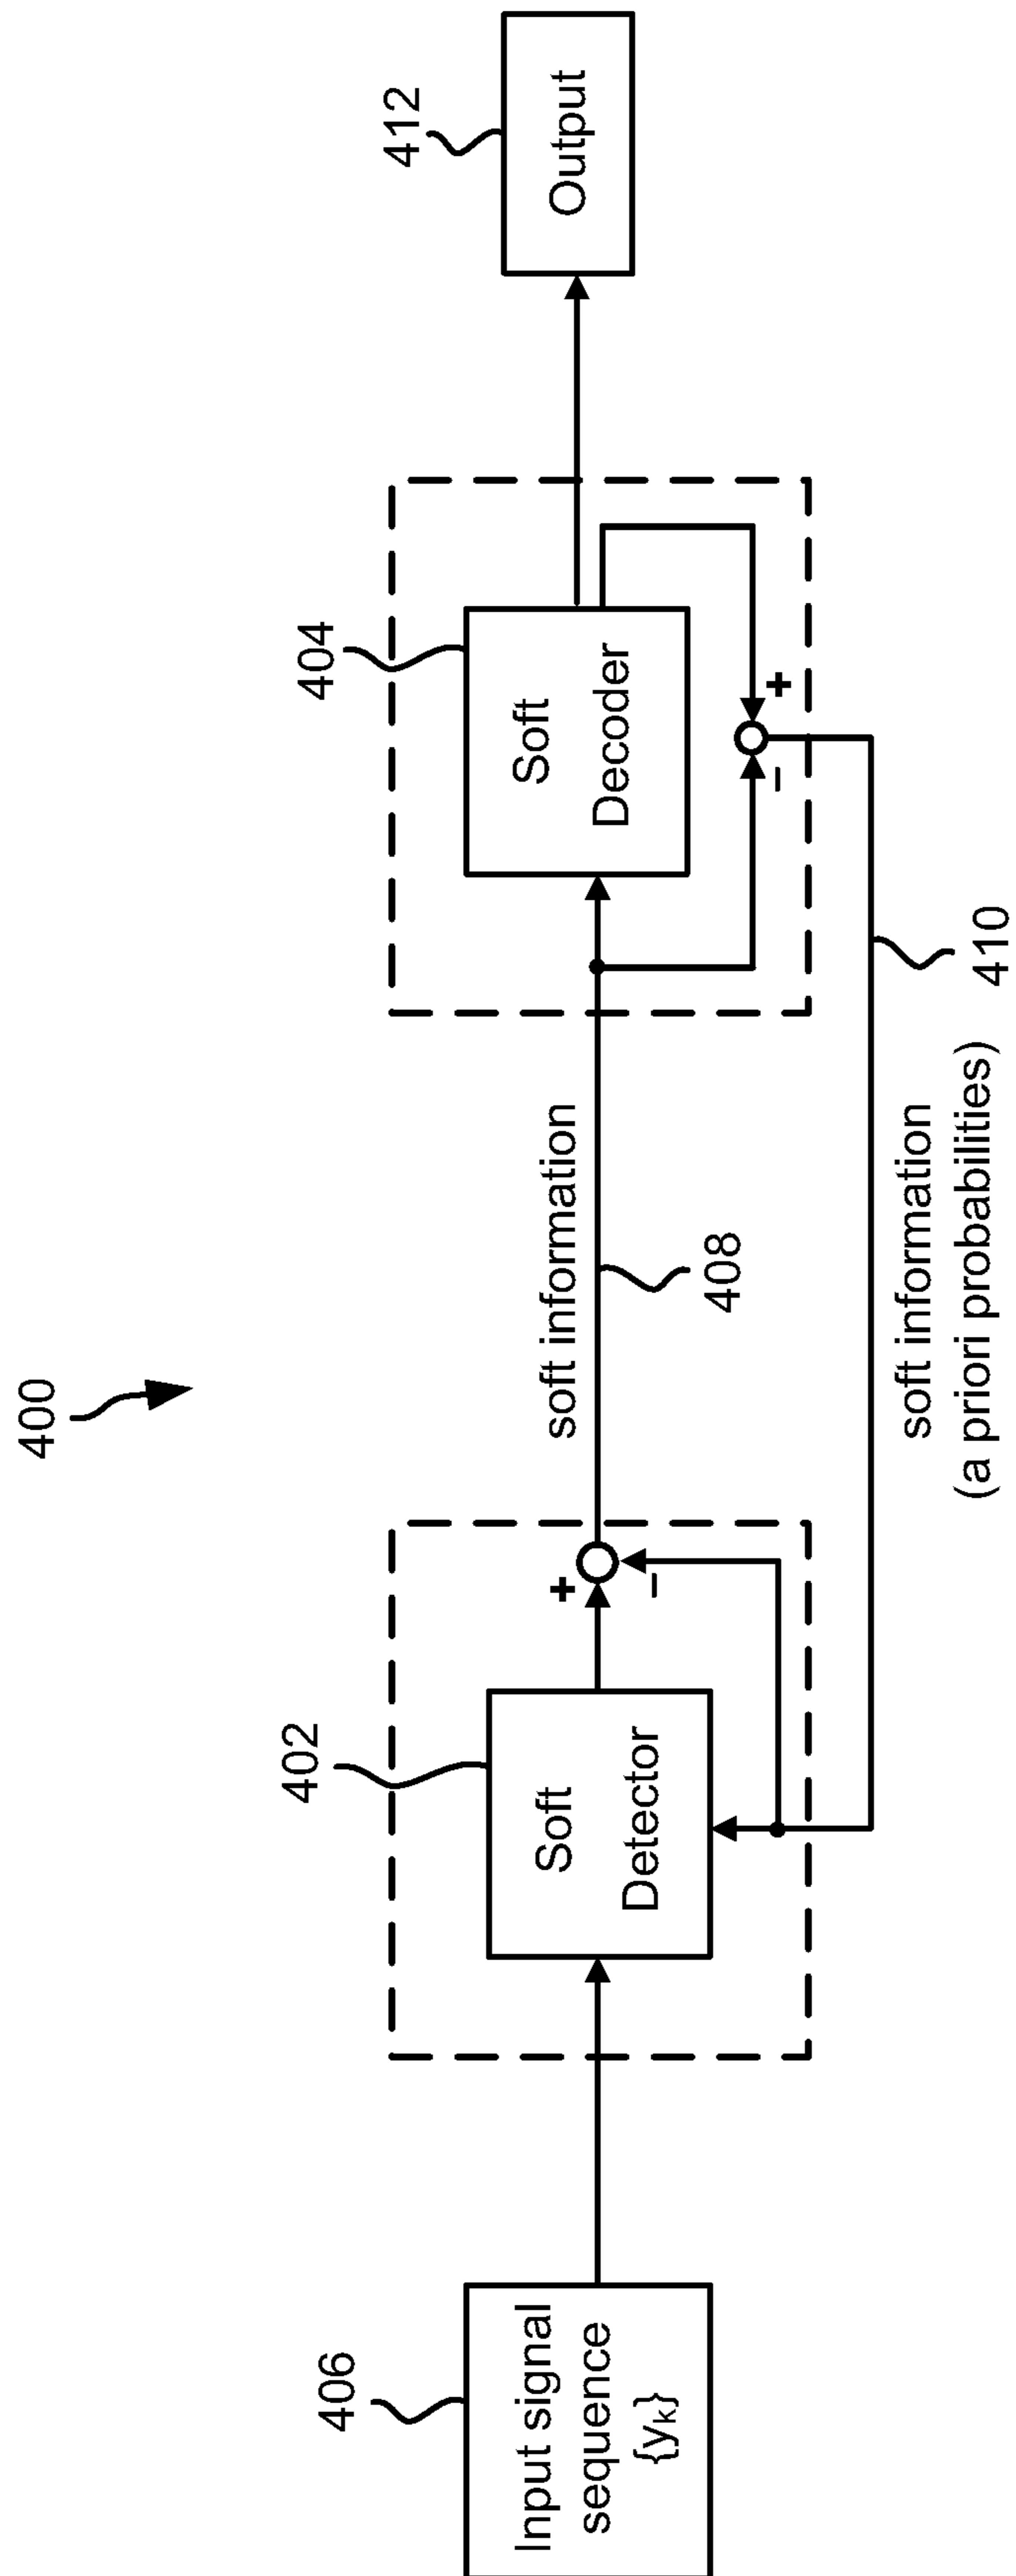 400
406
Input signal
sequence
{yk}
402
Soft
Detector
+
–
soft information
408
404
Soft
Decoder
–
+
soft information
(a priori probabilities)
410
412
Output